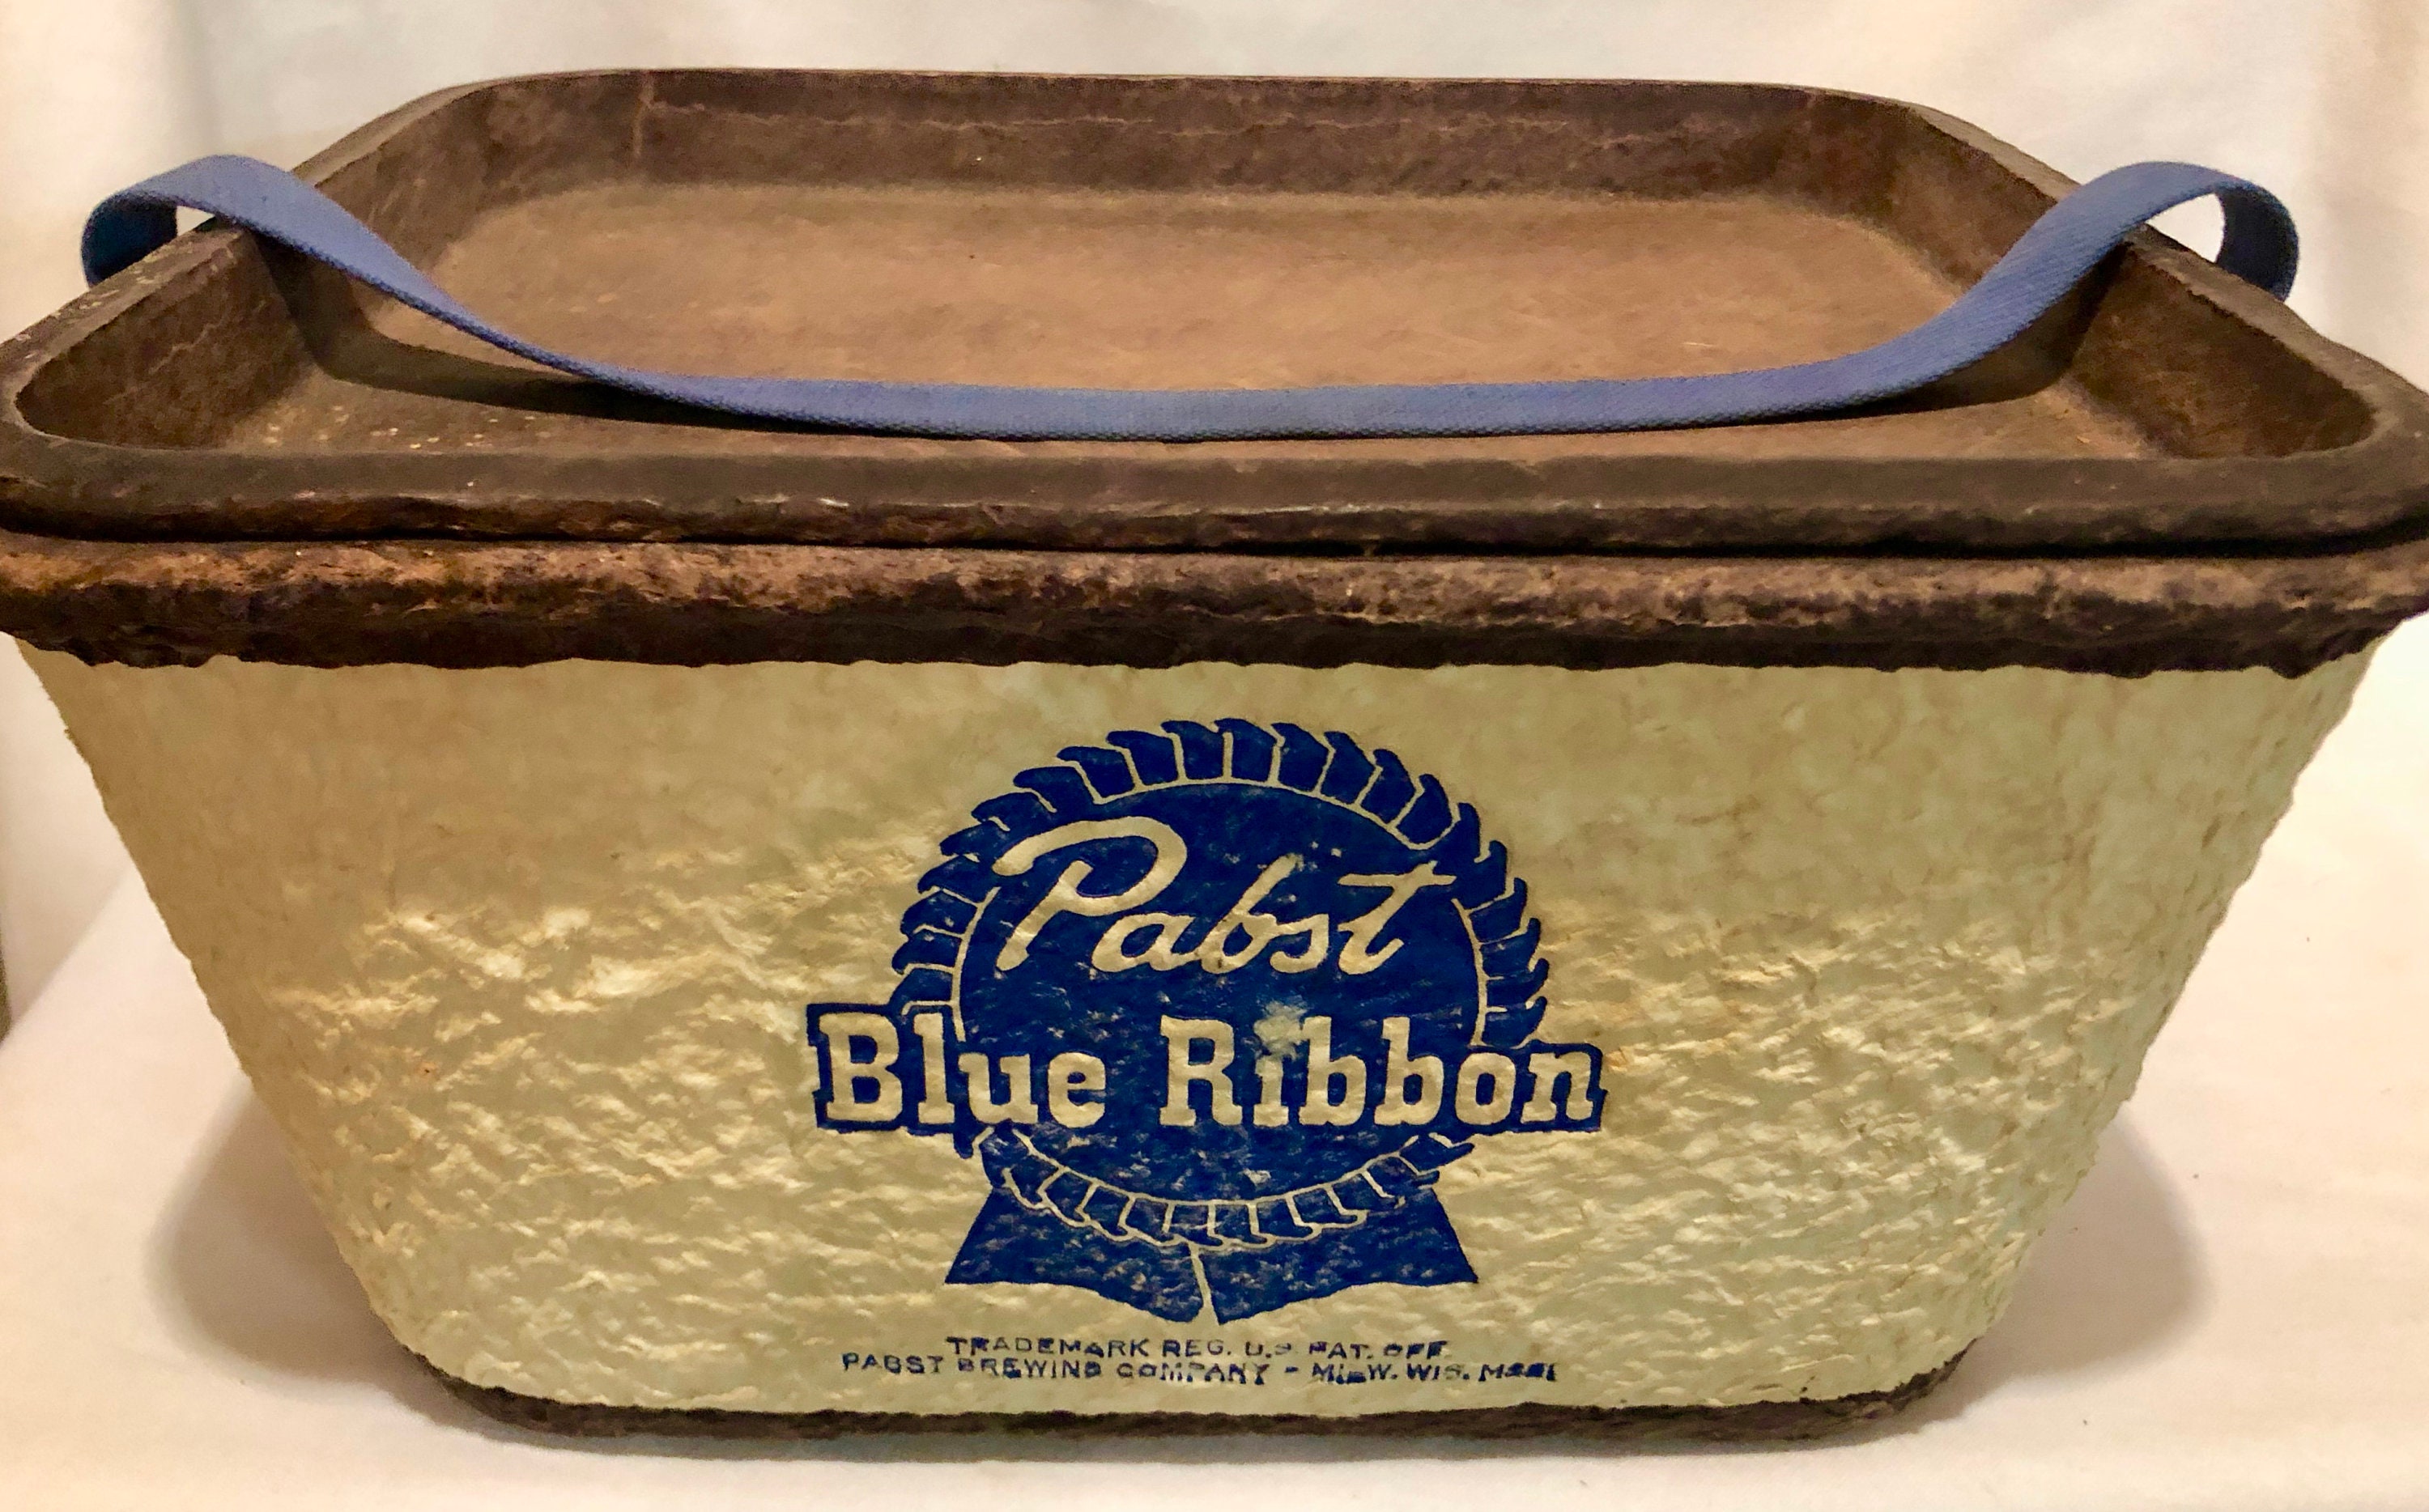 Pabst
Blue Ribbon
TRADEMARK REG. U.S PAT. OFF.
PABST BREWING COMPANY - MILW. WIS.